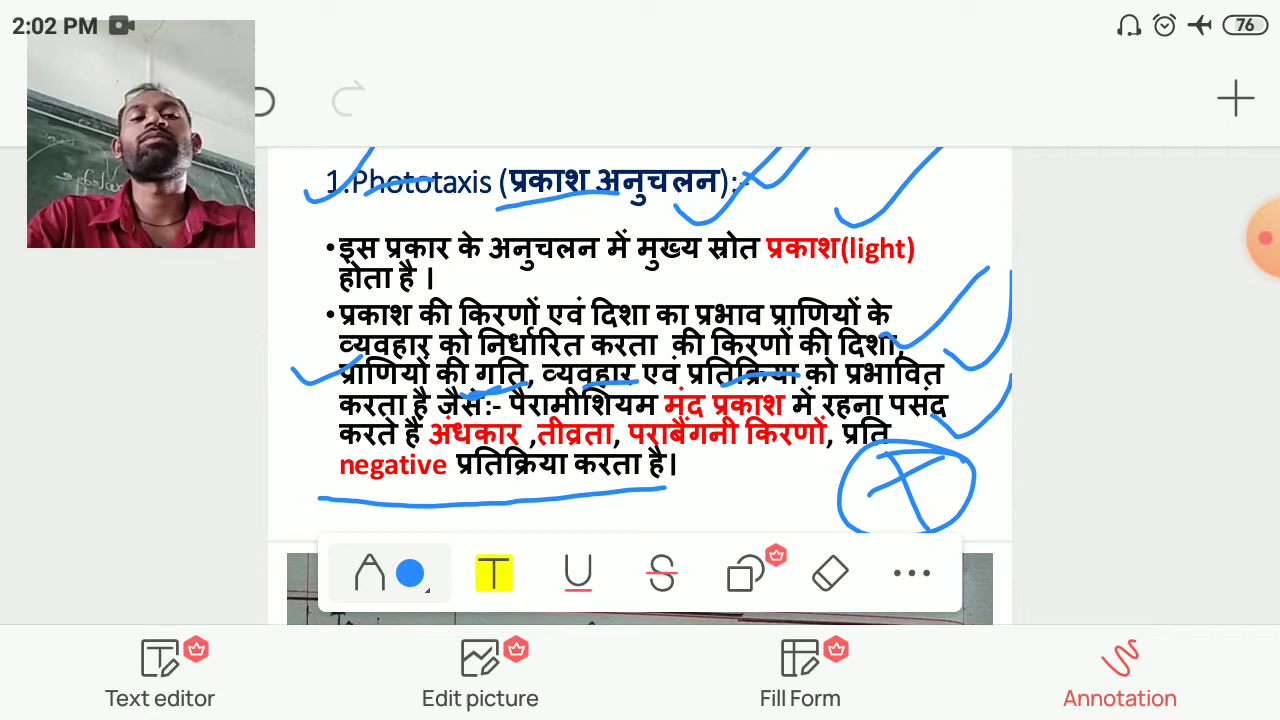 2:02 PM
76
1.Phototaxis (प्रकाश अनुचलन):-
•इस प्रकार के अनुचलन में मुख्य स्रोत प्रकाश(light)
होता है ।
•प्रकाश की किरणों एवं दिशा का प्रभाव प्राणियों के
व्यवहार को निर्धारित करता की किरणों की दिशा,
प्राणियों की गति, व्यवहार एवं प्रतिक्रिया को प्रभावित
करता है जैसे:- पैरामीशियम मंद प्रकाश में रहना पसंद
करते हैं अंधकार ,तीव्रता, पराबैंगनी किरणों, प्रति
negative प्रतिक्रिया करता है।
T
U
S
Text editor
Edit picture
Fill Form
Annotation